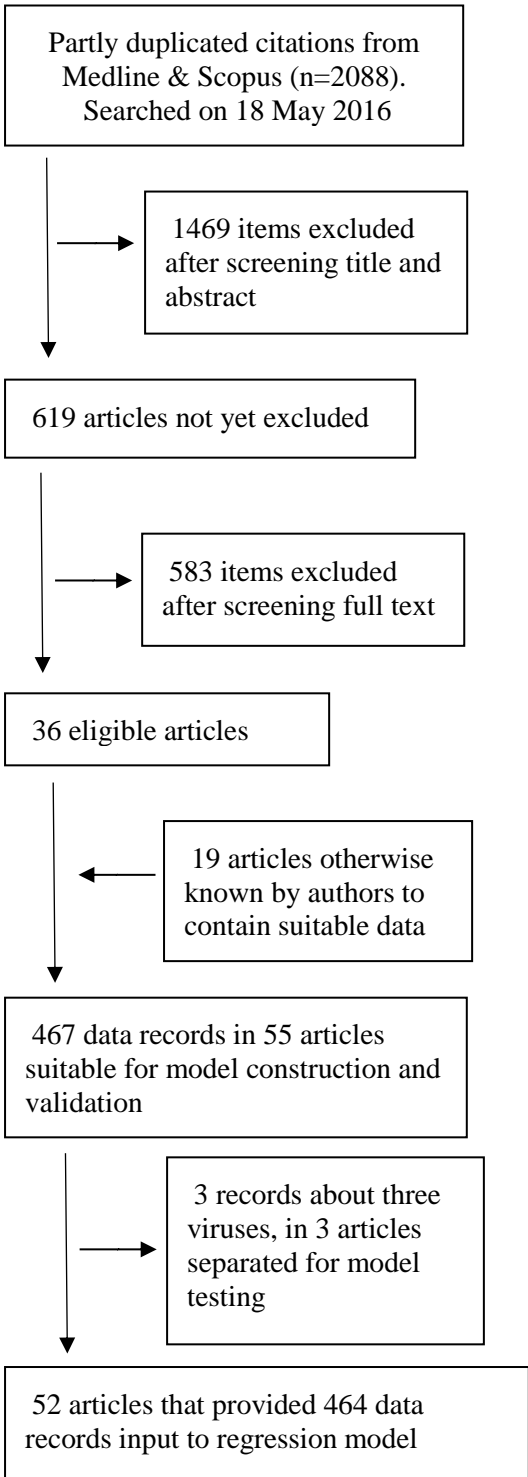 Partly duplicated citations from
Medline & Scopus (n=2088).
Searched on 18 May 2016
1469 items excluded
after screening title and
abstract
619 articles not yet excluded
583 items excluded
after screening full text
36 eligible articles
19 articles otherwise
known by authors to
contain suitable data
467 data records in 55 articles
suitable for model construction and
validation
3 records about three
viruses, in 3 articles
separated for model
testing
52 articles that provided 464 data
records input to regression model